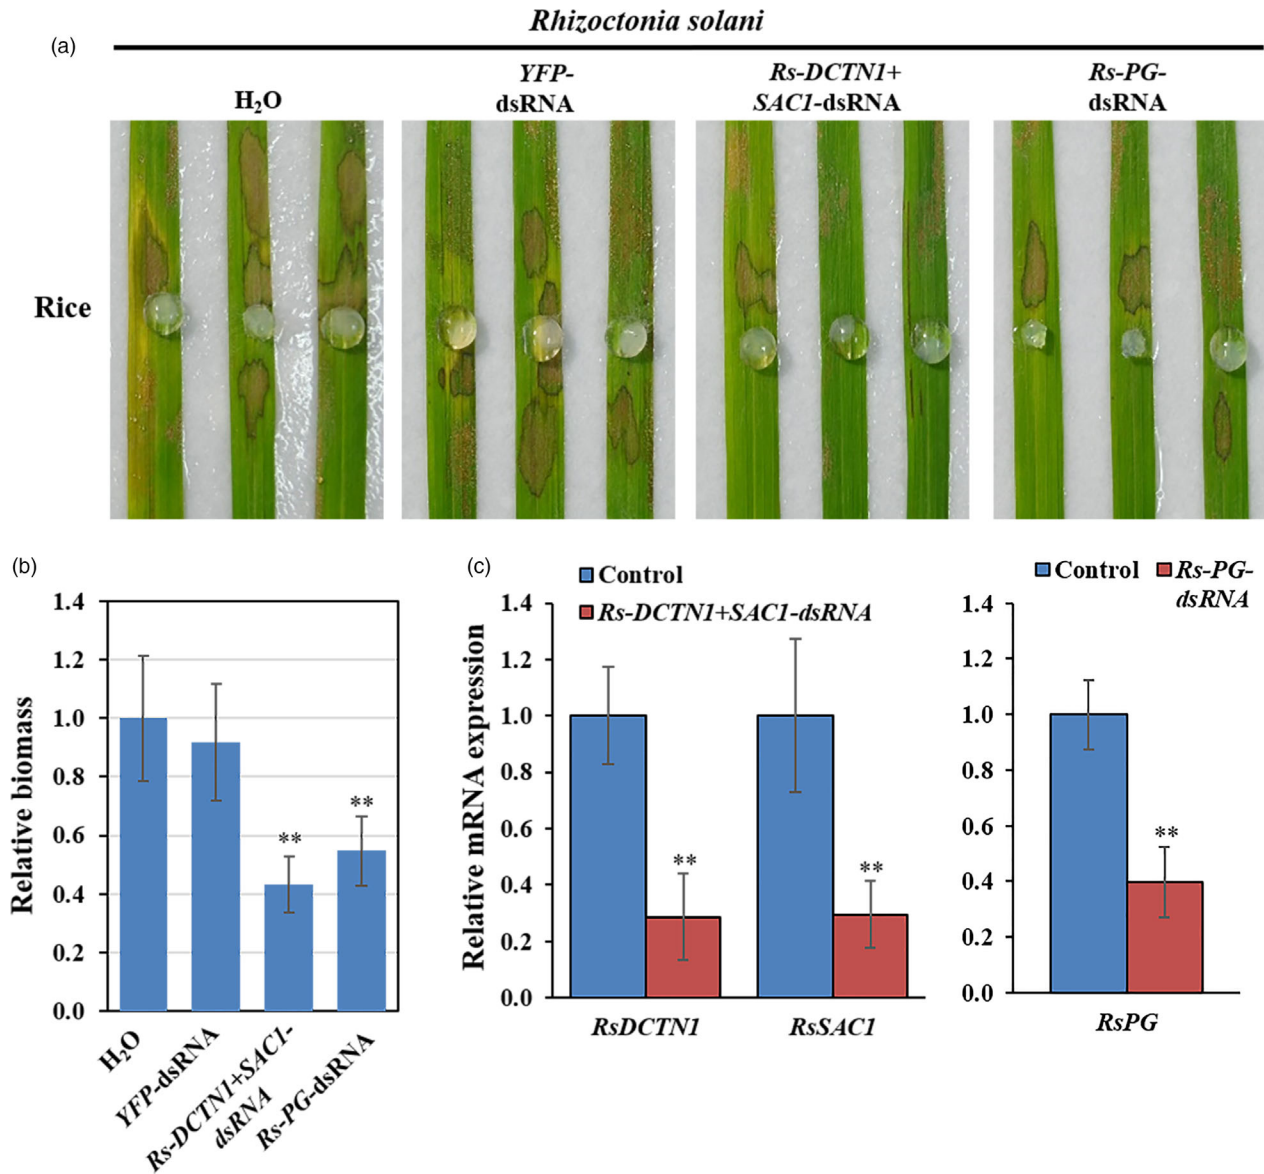 Rhizoctonia solani
(a)
H₂O
YFP-
dsRNA
Rs-DCTN1+
SAC1-dsRNA
Rs-PG-
dsRNA
Rice
(b)
Relative biomass
1.4
1.2
1.0
0.8
0.6
0.4
0.2
0.0
**
**
H₂O
YFP-dsRNA
Rs-DCTN1+SAC1-
dsRNA
Rs-PG-dsRNA
(c)
Control
Rs-DCTN1+SAC1-dsRNA
Relative mRNA expression
1.4
1.2
1.0
0.8
0.6
0.4
0.2
0.0
**
**
RsDCTN1
RsSAC1
Control
Rs-PG-
dsRNA
1.4
1.2
1.0
0.8
0.6
0.4
0.2
0.0
**
RsPG